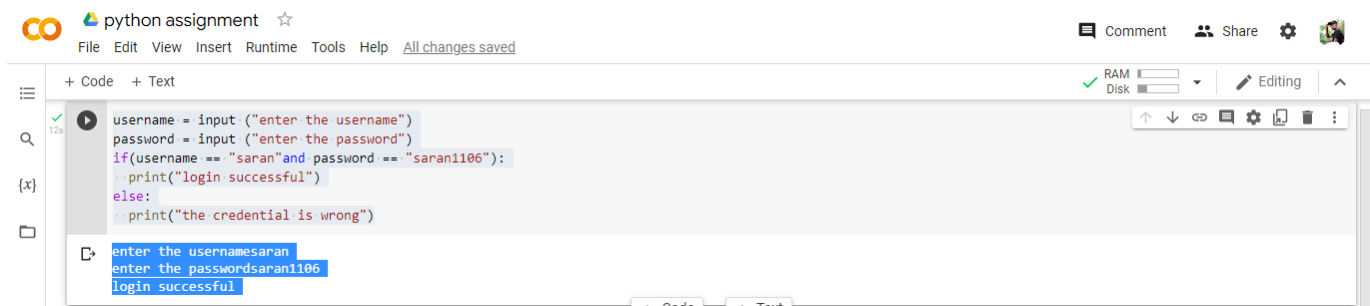 python assignment
File Edit View Insert Runtime Tools Help All changes saved
Comment Share
+ Code + Text
RAM
Disk
Editing
12s
username = input ("enter the username")
password = input ("enter the password")
if(username == "saran"and password == "saran1106"):
print("login successful")
else:
print("the credential is wrong")
{x}
enter the usernamesaran
enter the passwordsaran1106
login successful